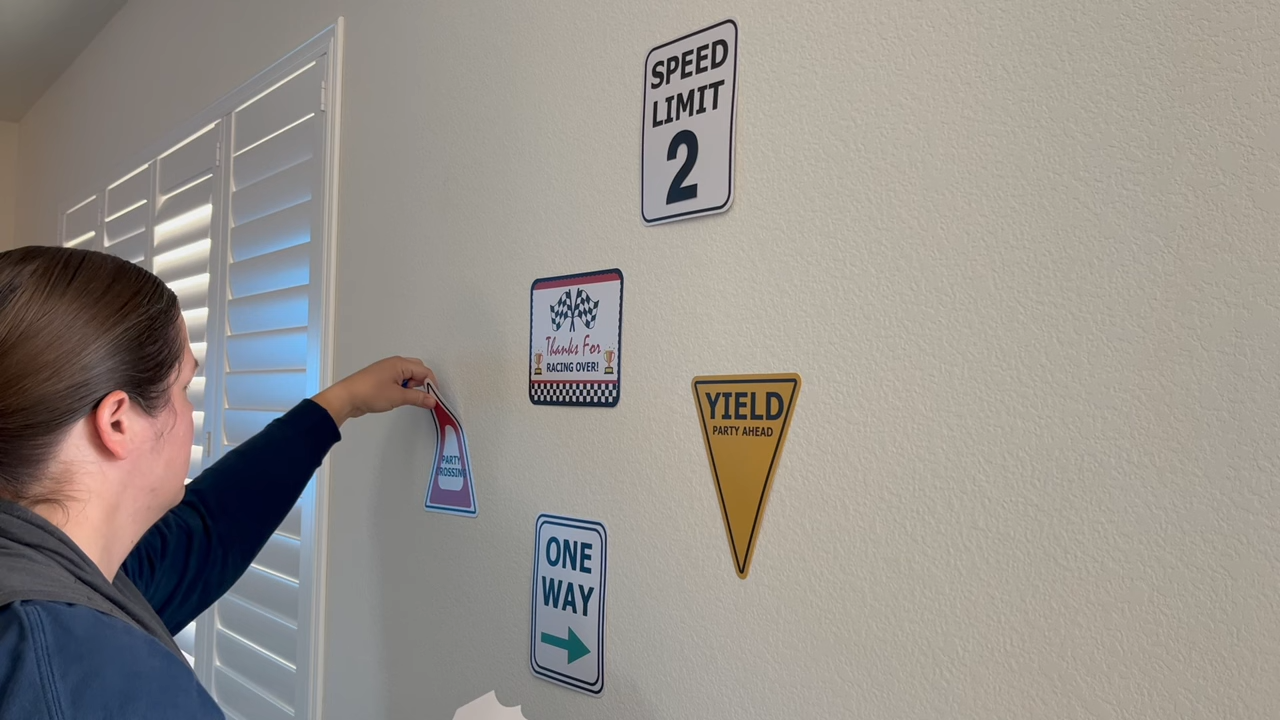 SPEED
LIMIT
2
Thanks For
RACING OVER!
YIELD
PARTY AHEAD
PARTY
CROSSING
ONE
WAY